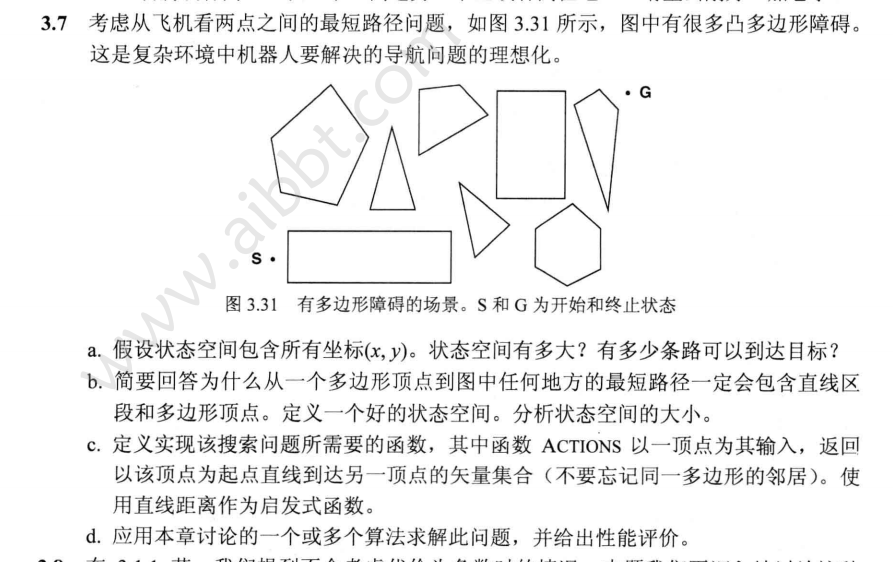 3.7 考虑从飞机看两点之间的最短路径问题，如图 3.31 所示，图中有很多凸多边形障碍。
这是复杂环境中机器人要解决的导航问题的理想化。
G
S
www.aibbt.com
图 3.31 有多边形障碍的场景。S 和 G 为开始和终止状态
a. 假设状态空间包含所有坐标(x, y)。状态空间有多大？有多少条路可以到达目标？
b. 简要回答为什么从一个多边形顶点到图中任何地方的最短路径一定会包含直线区
段和多边形顶点。定义一个好的状态空间。分析状态空间的大小。
c. 定义实现该搜索问题所需要的函数，其中函数 ACTIONS 以一顶点为其输入，返回
以该顶点为起点直线到达另一顶点的矢量集合（不要忘记同一多边形的邻居）。使
用直线距离作为启发式函数。
d. 应用本章讨论的一个或多个算法求解此问题，并给出性能评价。